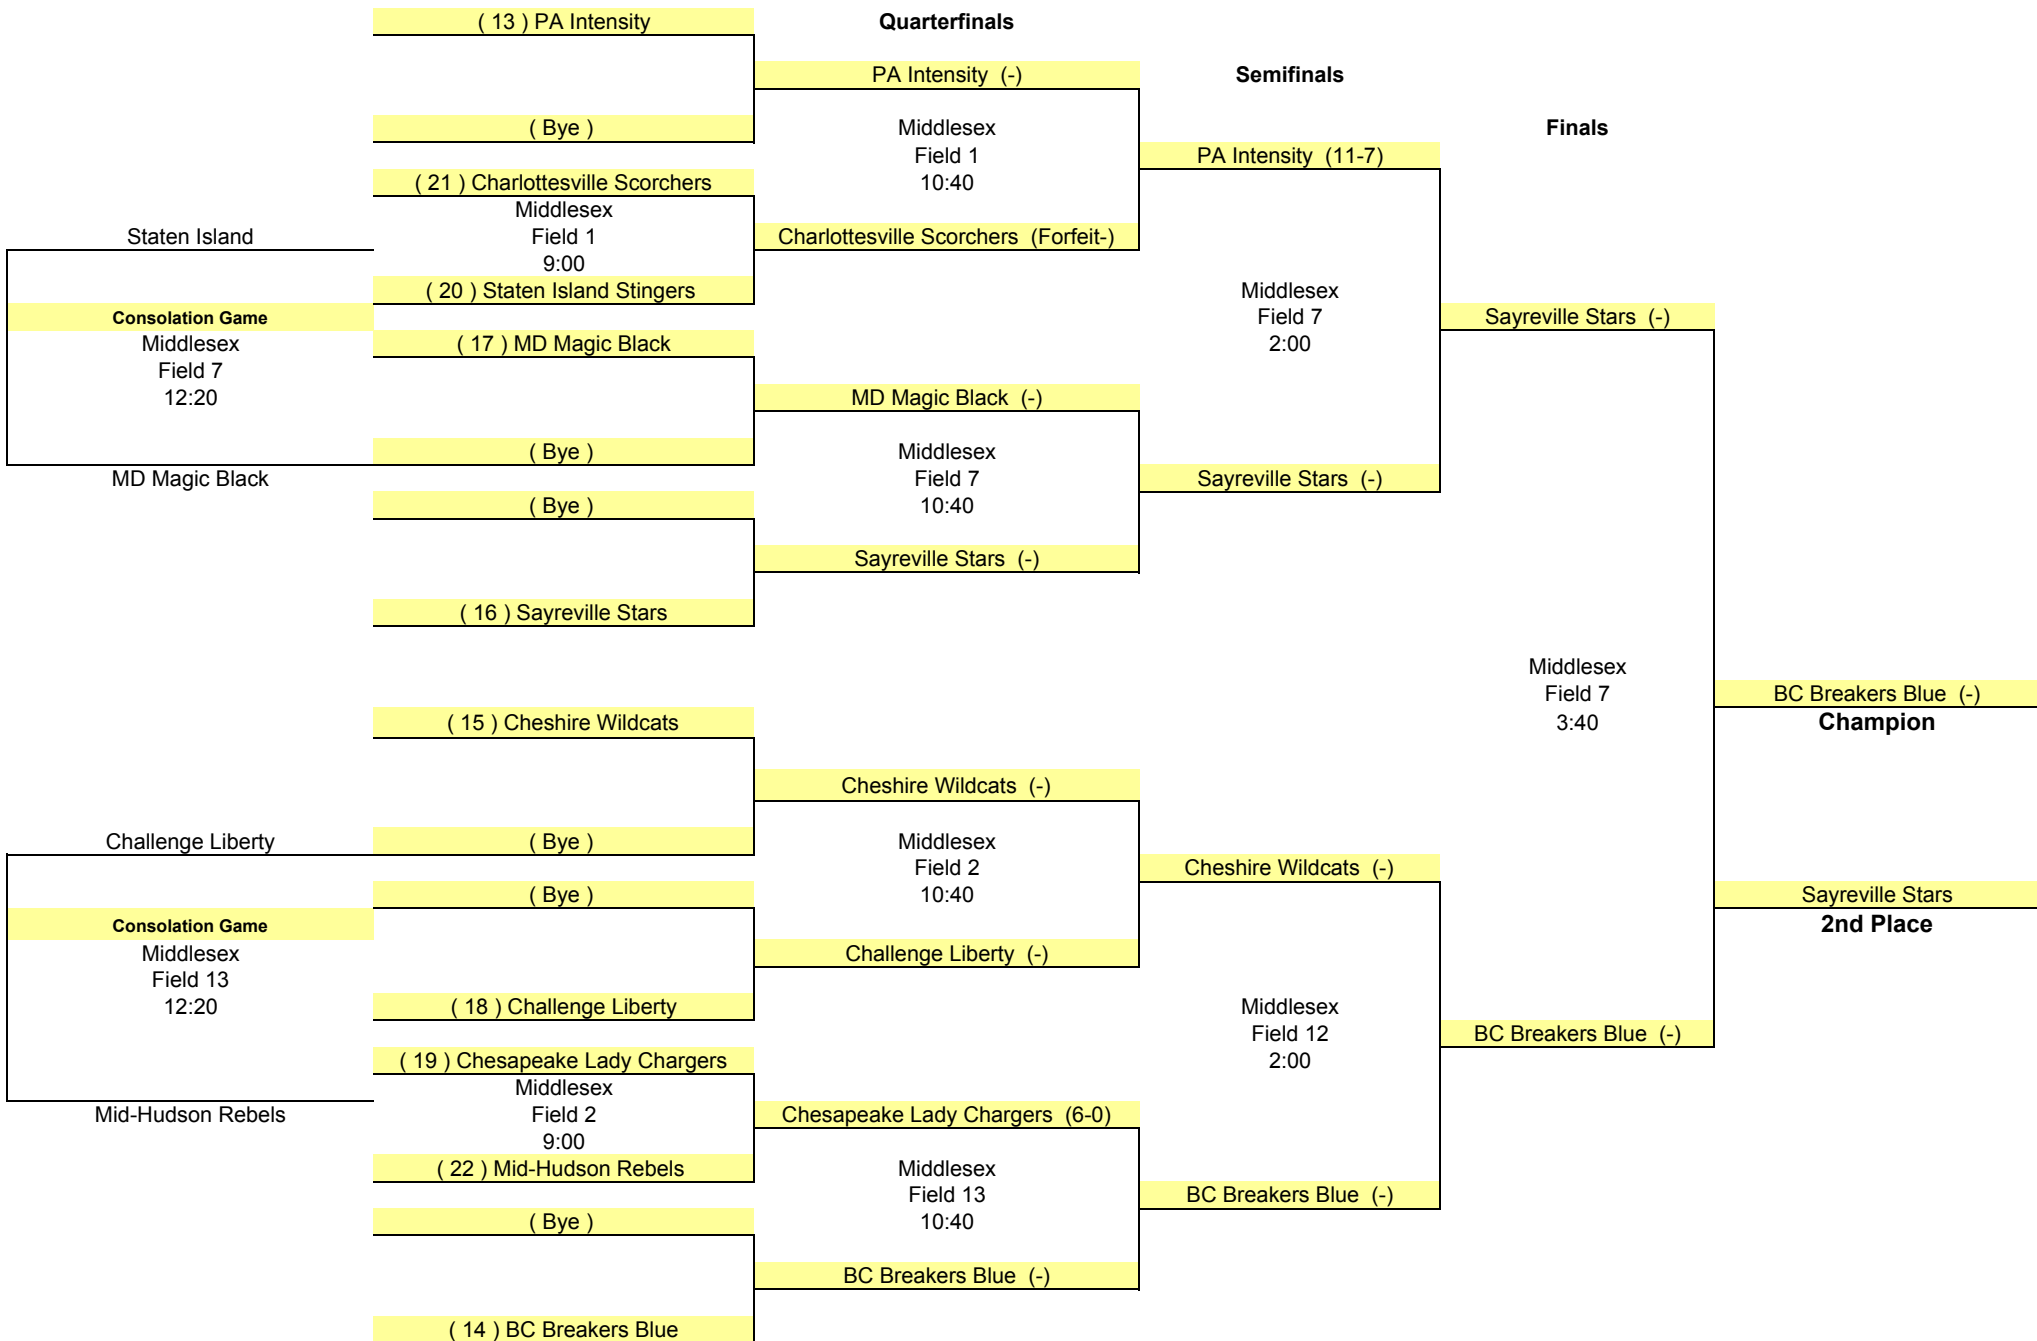 ( 13 ) PA Intensity
Quarterfinals
PA Intensity (-)
Semifinals
( Bye )
Middlesex
Field 1
10:40
Finals
PA Intensity (11-7)
( 21 ) Charlottesville Scorchers
Middlesex
Field 1
9:00
Staten Island
Charlottesville Scorchers (Forfeit-)
( 20 ) Staten Island Stingers
Consolation Game
Middlesex
Field 7
12:20
Middlesex
Field 7
2:00
Sayreville Stars (-)
( 17 ) MD Magic Black
MD Magic Black (-)
( Bye )
MD Magic Black
Middlesex
Field 7
10:40
Sayreville Stars (-)
( Bye )
Sayreville Stars (-)
( 16 ) Sayreville Stars
Middlesex
Field 7
3:40
BC Breakers Blue (-)
Champion
( 15 ) Cheshire Wildcats
Cheshire Wildcats (-)
Challenge Liberty
( Bye )
Middlesex
Field 2
10:40
Cheshire Wildcats (-)
( Bye )
Sayreville Stars
2nd Place
Consolation Game
Middlesex
Field 13
12:20
Challenge Liberty (-)
( 18 ) Challenge Liberty
Middlesex
Field 12
2:00
BC Breakers Blue (-)
( 19 ) Chesapeake Lady Chargers
Middlesex
Field 2
9:00
Mid-Hudson Rebels
Chesapeake Lady Chargers (6-0)
( 22 ) Mid-Hudson Rebels
Middlesex
Field 13
10:40
BC Breakers Blue (-)
( Bye )
BC Breakers Blue (-)
( 14 ) BC Breakers Blue